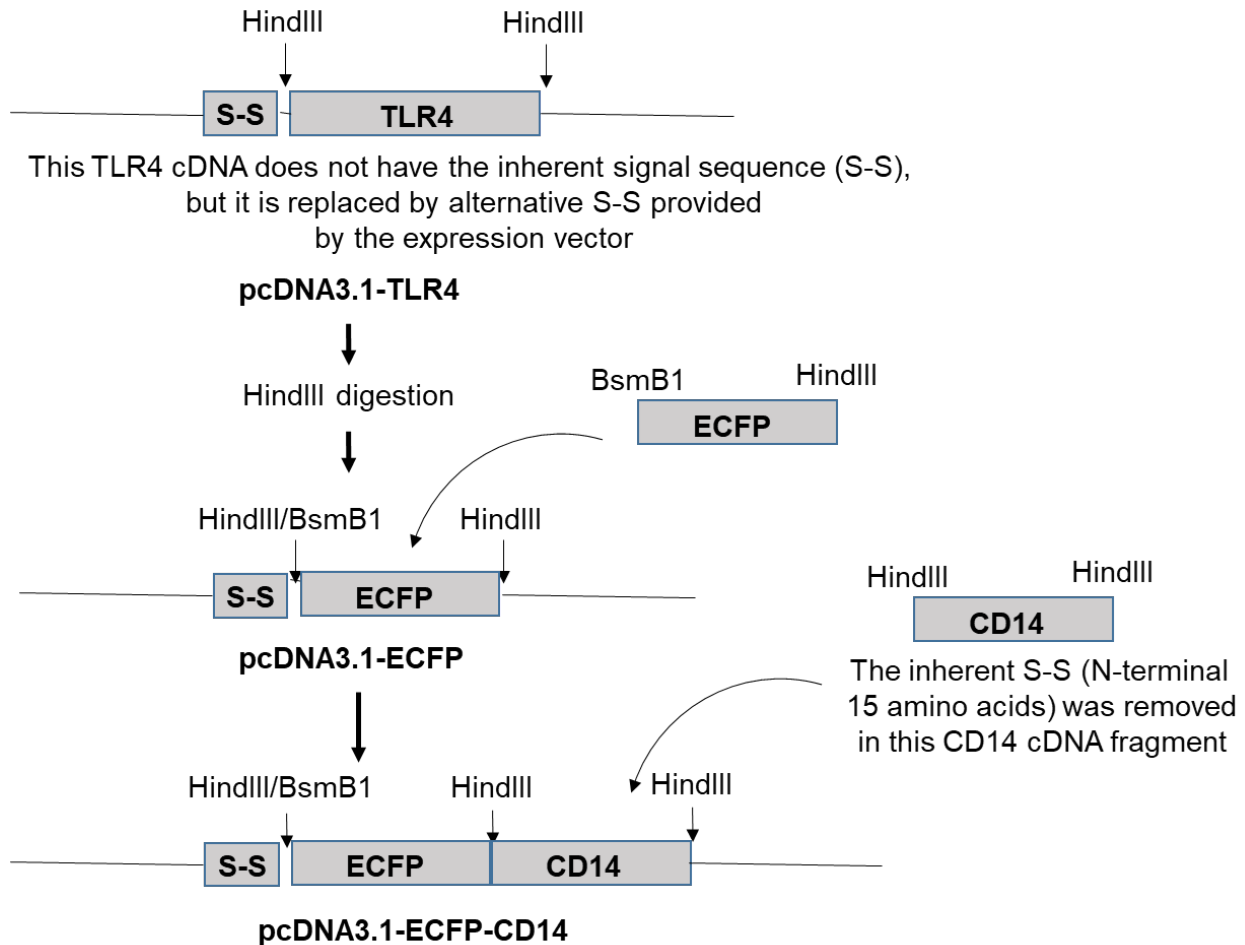 HindIII HindIII
S-S TLR4
This TLR4 cDNA does not have the inherent signal sequence (S-S),
but it is replaced by alternative S-S provided
by the expression vector
pcDNA3.1-TLR4
HindIII digestion
BsmB1 HindIII
ECFP
HindIII/BsmB1 HindIII
S-S ECFP
pcDNA3.1-ECFP
HindIII HindIII
CD14
The inherent S-S (N-terminal
15 amino acids) was removed
in this CD14 cDNA fragment
HindIII/BsmB1 HindIII HindIII
S-S ECFP CD14
pcDNA3.1-ECFP-CD14